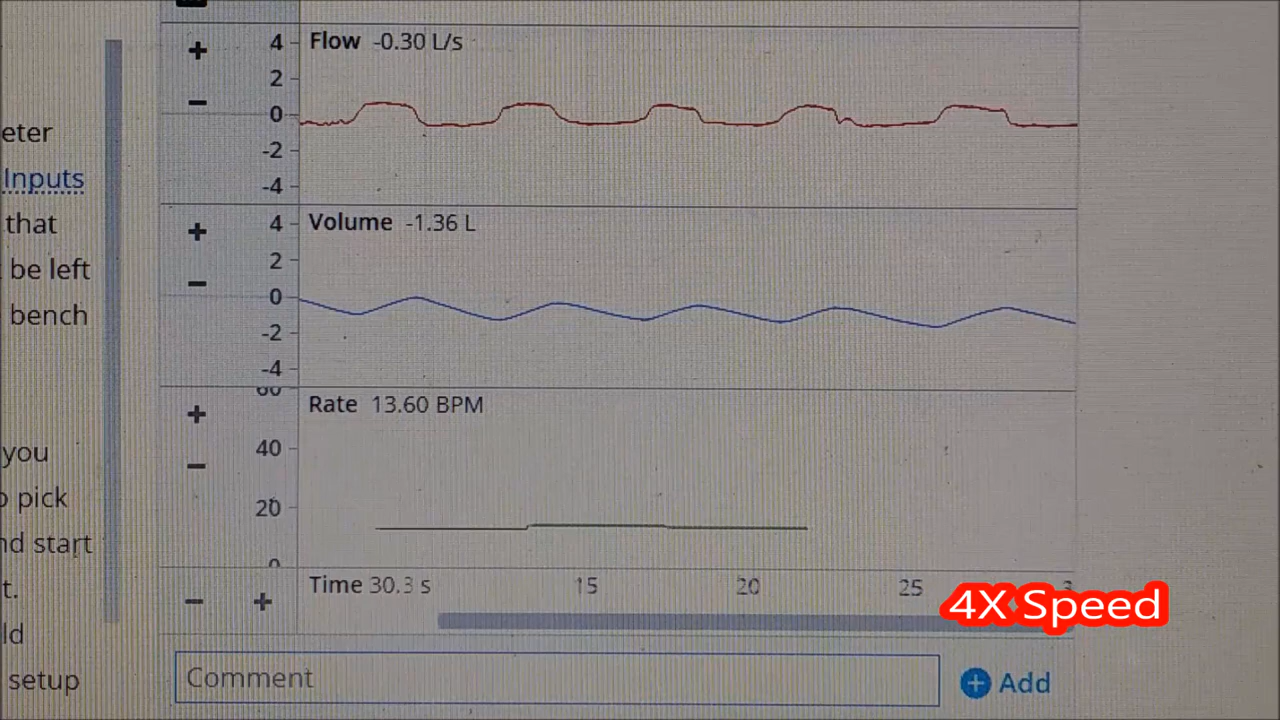 4
Flow -0.30 L/s
2
0
-2
-4
eter
Inputs
that
be left
bench
4
Volume -1.36 L
2
0
-2
-4
Rate 13.60 BPM
40
20
you
pick
start
t.
ld
setup
Time 30.3 s
15
20
25
4X Speed
Comment
Add